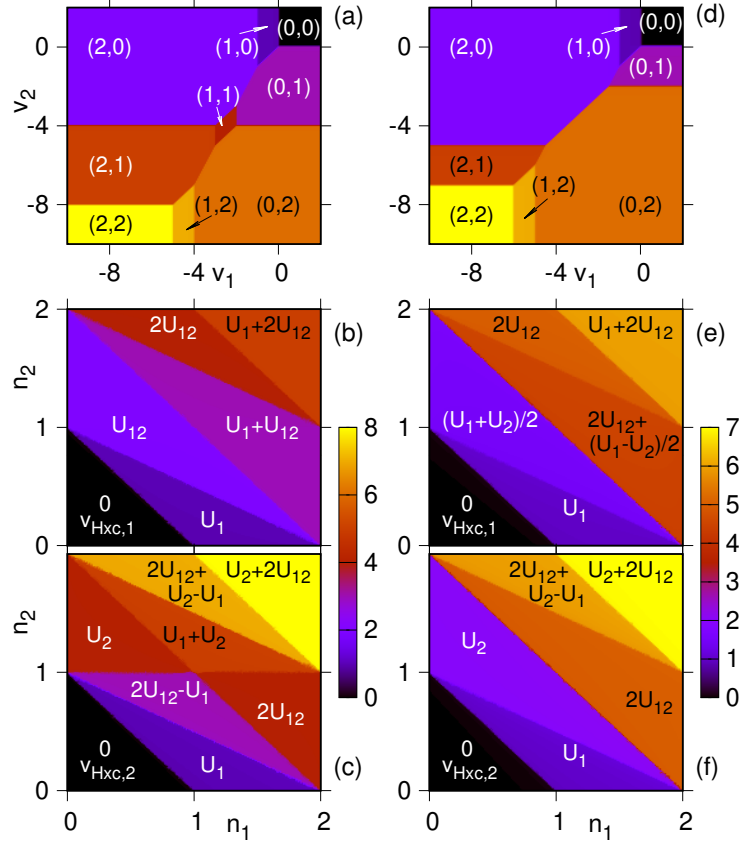 (a)
0
-4
-8
v2
(2,0)
(1,0)
(0,0)
(1,1)
(0,1)
(2,1)
(1,2)
(0,2)
(2,2)
-8
-4
v1
0
(d)
0
-4
-8
(2,0)
(1,0)
(0,0)
(0,1)
(2,1)
(1,2)
(0,2)
(2,2)
-8
-4
v1
0
(b)
2
1
0
n2
2U12
U1+2U12
U12
U1+U12
0
vHxc,1
U1
(e)
2
1
0
2U12
U1+2U12
(U1+U2)/2
2U12+
(U1-U2)/2
0
vHxc,1
U1
8
6
4
2
0
7
6
5
4
3
2
1
0
(c)
n2
1
0
2U12+
U2-U1
U2+2U12
U2
U1+U2
2U12-U1
2U12
0
vHxc,2
U1
0
1
n1
2
(f)
1
0
2U12+
U2-U1
U2+2U12
U2
2U12
0
vHxc,2
U1
0
1
n1
2